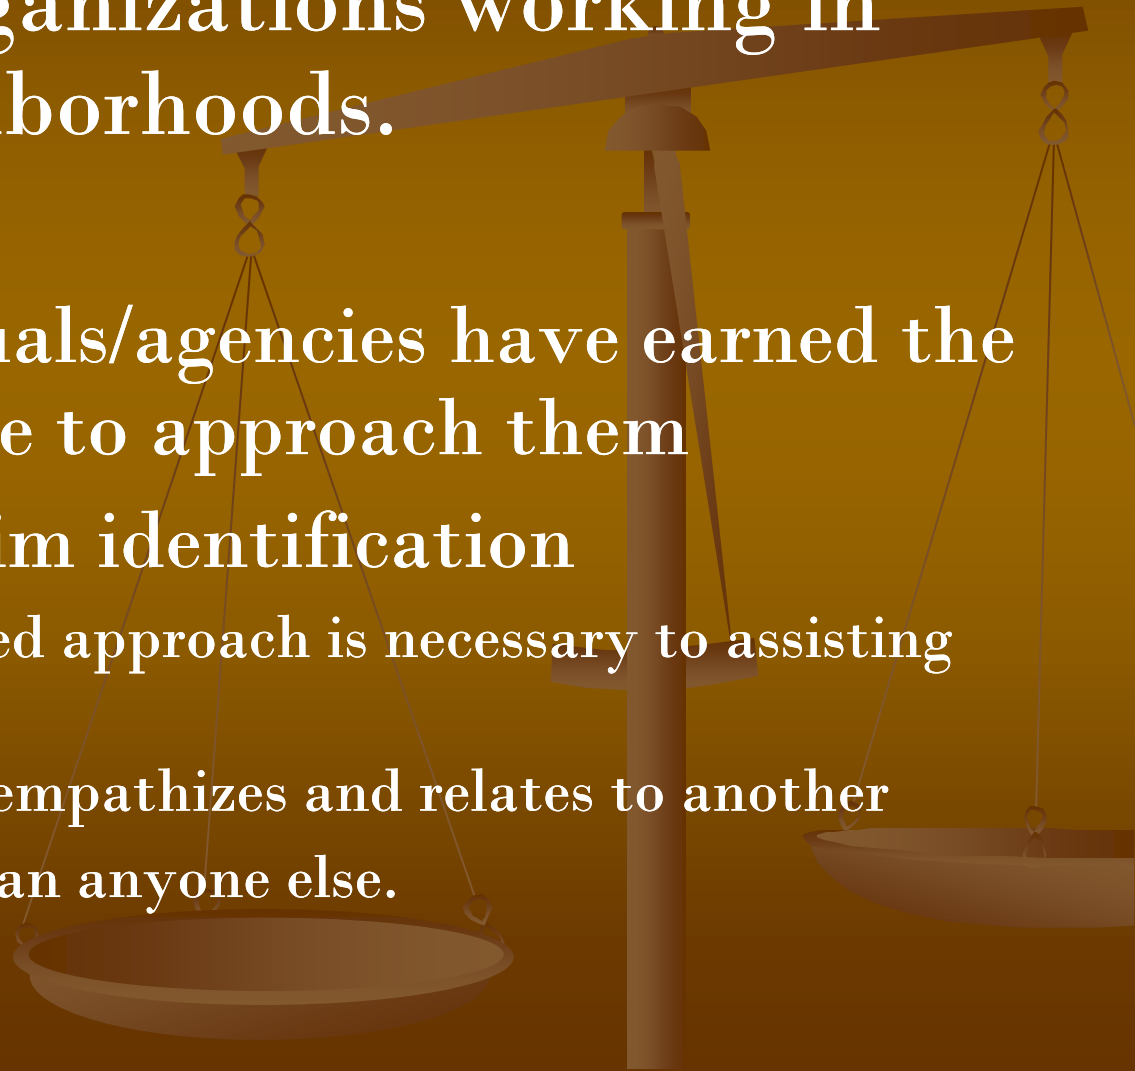 ganizations working in
borhoods.
uals/agencies have earned the
e to approach them
im identification
ed approach is necessary to assisting
empathizes and relates to another
an anyone else.